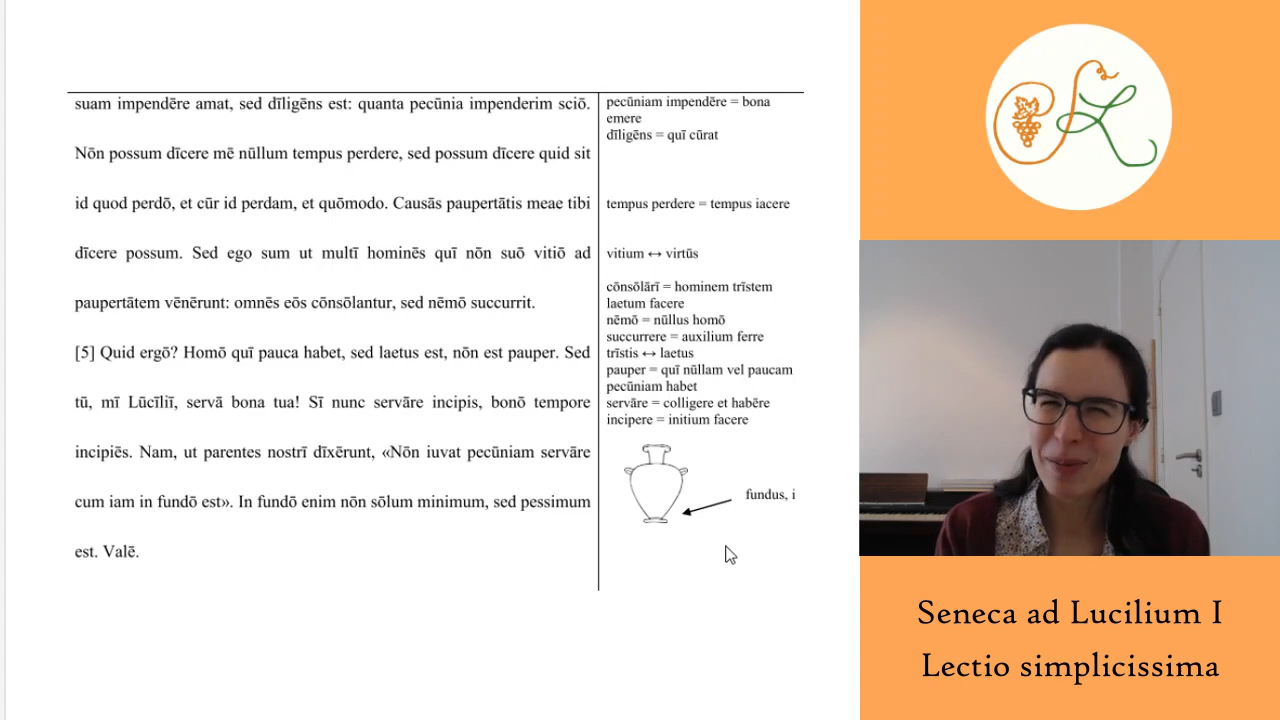 suam impendēre amat, sed dīligēns est: quanta pecūnia impenderim sciō.
Nōn possum dīcere mē nūllum tempus perdere, sed possum dīcere quid sit
id quod perdō, et cūr id perdam, et quōmodo. Causās paupertātis meae tibi
dīcere possum. Sed ego sum ut multī hominēs quī nōn suō vitiō ad
paupertātem vēnērunt: omnēs eōs cōnsōlantur, sed nēmō succurrit.
[5] Quid ergō? Homō quī pauca habet, sed laetus est, nōn est pauper. Sed
tū, mī Lūcīliī, servā bona tua! Sī nunc servāre incipis, bonō tempore
incipiēs. Nam, ut parentes nostrī dīxērunt, «Nōn iuvat pecūniam servāre
cum iam in fundō est». In fundō enim nōn sōlum minimum, sed pessimum
est. Valē.
pecūniam impendēre = bona
emere
dīligēns = quī cūrat
tempus perdere = tempus iacere
vitium ↔ virtūs
cōnsōlārī = hominem trīstem
laetum facere
nēmō = nūllus homō
succurrere = auxilium ferre
trīstis ↔ laetus
pauper = quī nūllam vel paucam
pecūniam habet
servāre = colligere et habēre
incipere = initium facere
fundus, i
Seneca ad Lucilium I
Lectio simplicissima